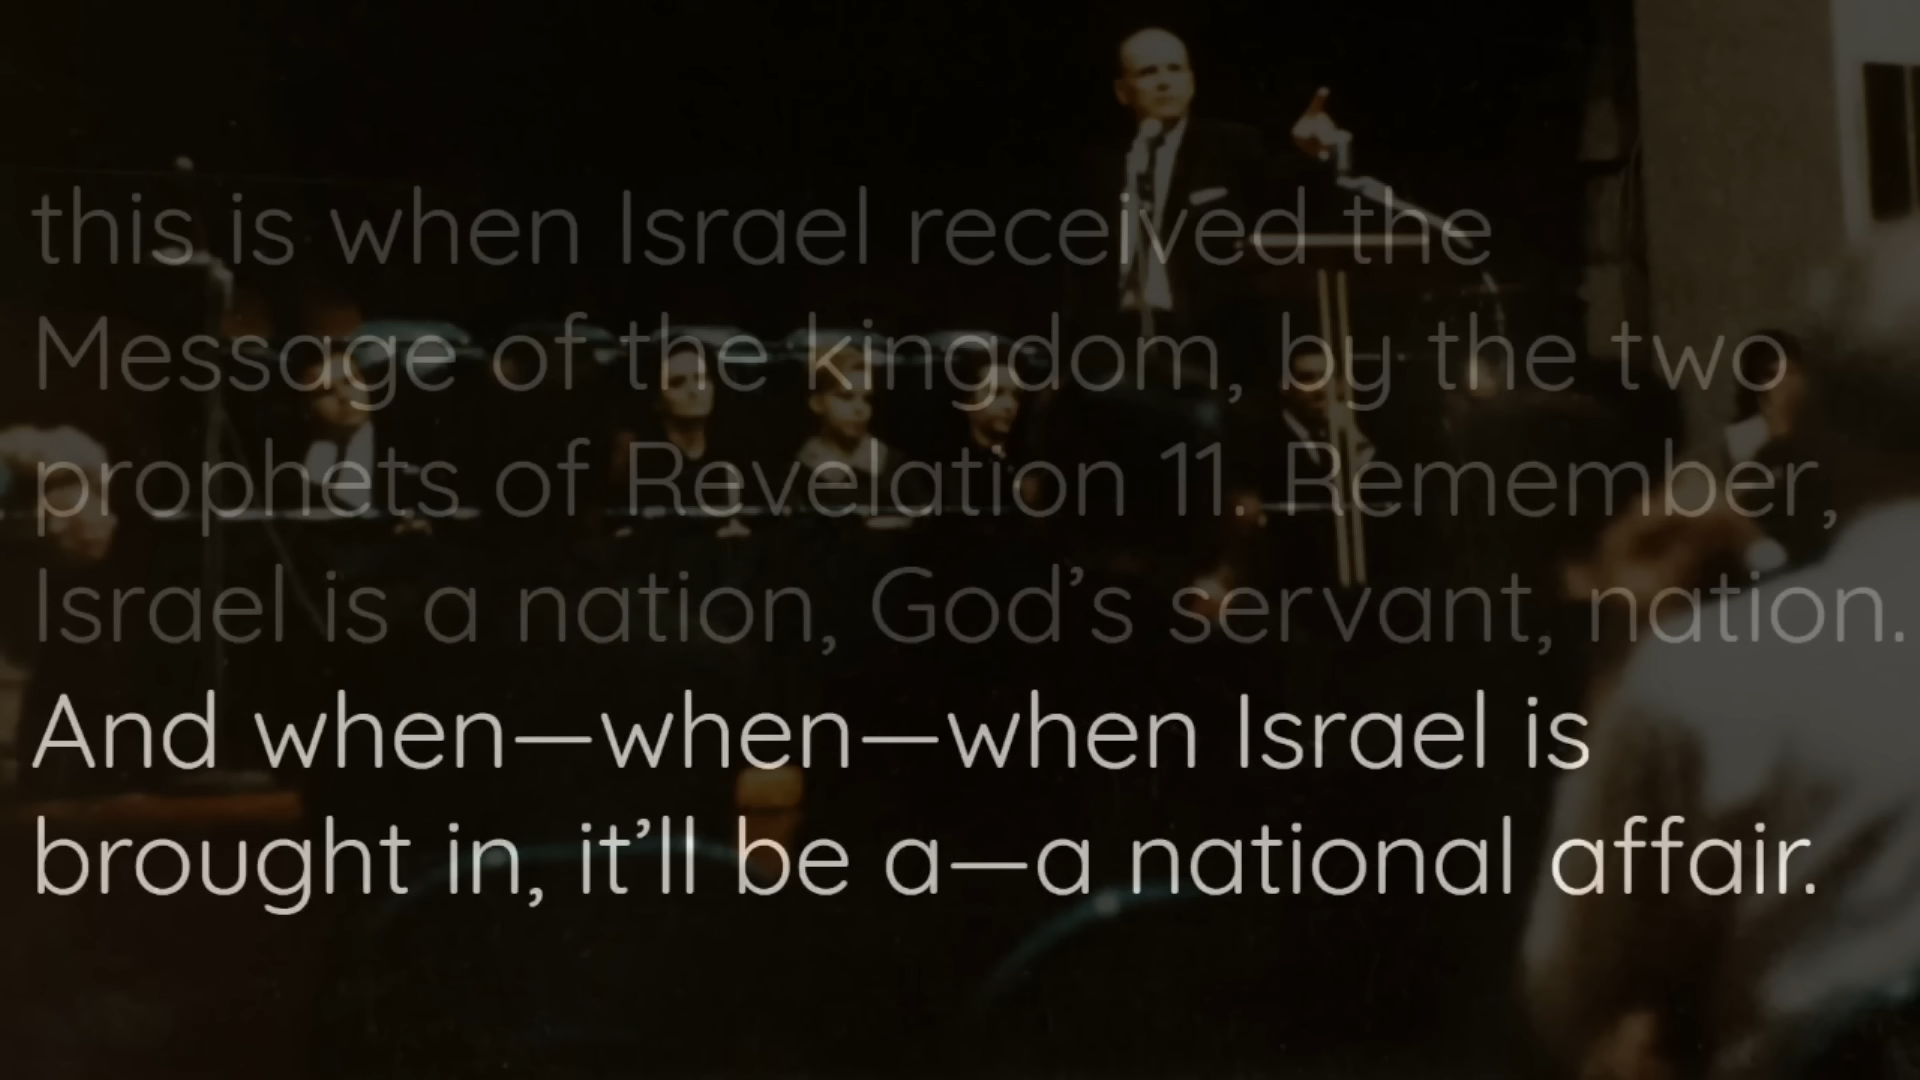 this is when Israel received the
Message of the kingdom, by the two
prophets of Revelation 11. Remember,
Israel is a nation, God’s servant, nation.
And when—when—when Israel is
brought in, it’ll be a—a national affair.